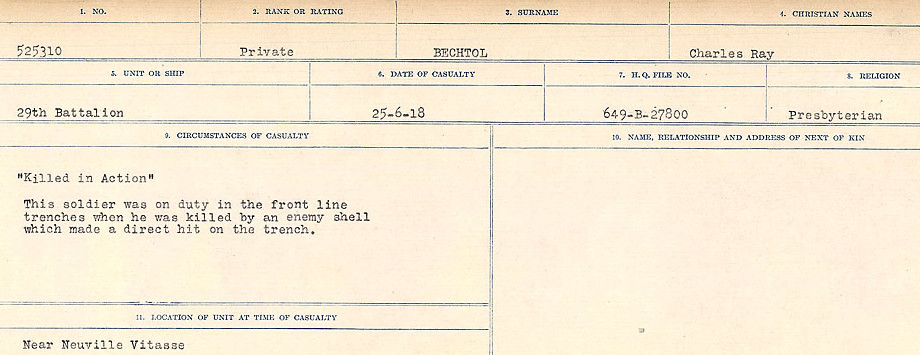 1. NO. 2. RANK OR RATING 3. SURNAME 4. CHRISTIAN NAMES
525310 Private BECHTOL Charles Ray
5. UNIT OR SHIP 6. DATE OF CASUALTY 7. H. Q. FILE NO. 8. RELIGION
29th Battalion 25-6-18 649-B-27800 Presbyterian
9. CIRCUMSTANCES OF CASUALTY 10. NAME, RELATIONSHIP AND ADDRESS OF NEXT OF KIN
"Killed in Action"
This soldier was on duty in the front line
trenches when he was killed by an enemy shell
which made a direct hit on the trench.
11. LOCATION OF UNIT AT TIME OF CASUALTY
Near Neuville Vitasse